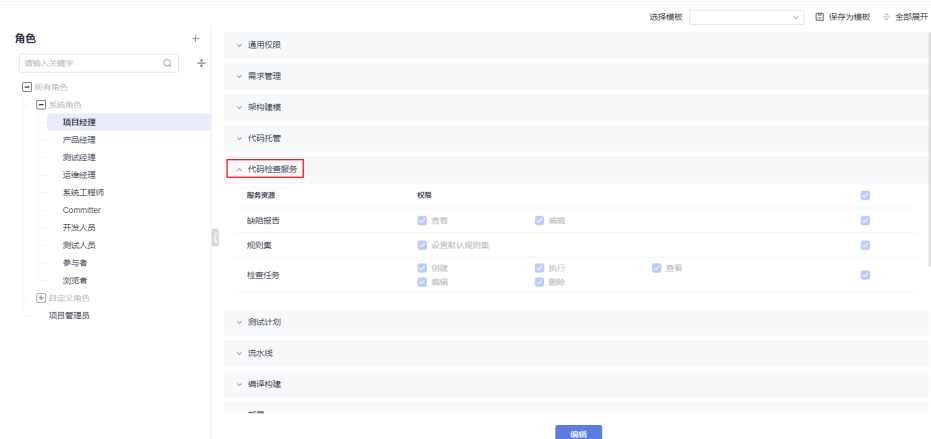 选择模板
保存为模板
全部展开
角色
请输入关键字
所有角色
系统角色
项目经理
产品经理
测试经理
运维经理
系统工程师
Committer
开发人员
测试人员
参与者
浏览者
自定义角色
项目管理员
通用权限
需求管理
架构建模
代码托管
代码检查服务
服务资源 权限
缺陷报告 查看 编辑
规则集 设置默认规则集
检查任务 创建 执行 查看
编辑 删除
测试计划
流水线
编译构建
编辑